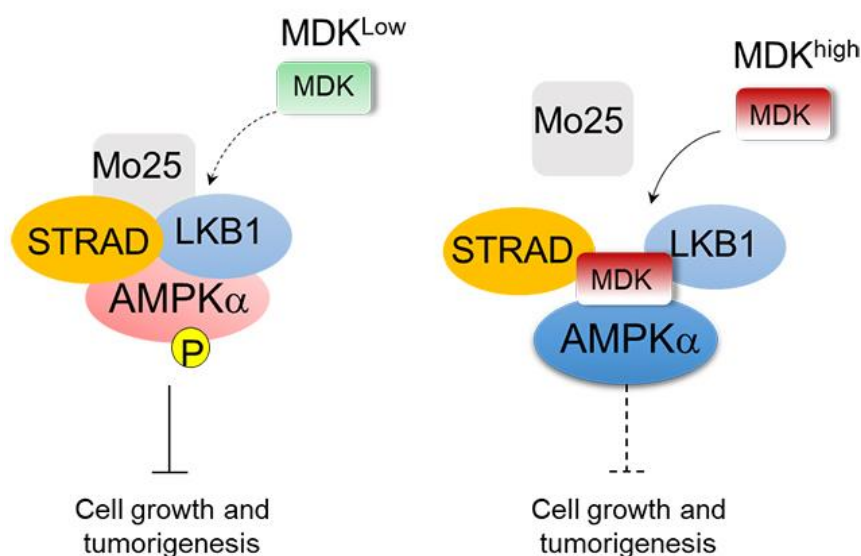 MDKLow
MDK
Mo25
STRAD
LKB1
AMPKα
P
Cell growth and
tumorigenesis
MDKhigh
MDK
Mo25
STRAD
LKB1
MDK
AMPKα
Cell growth and
tumorigenesis